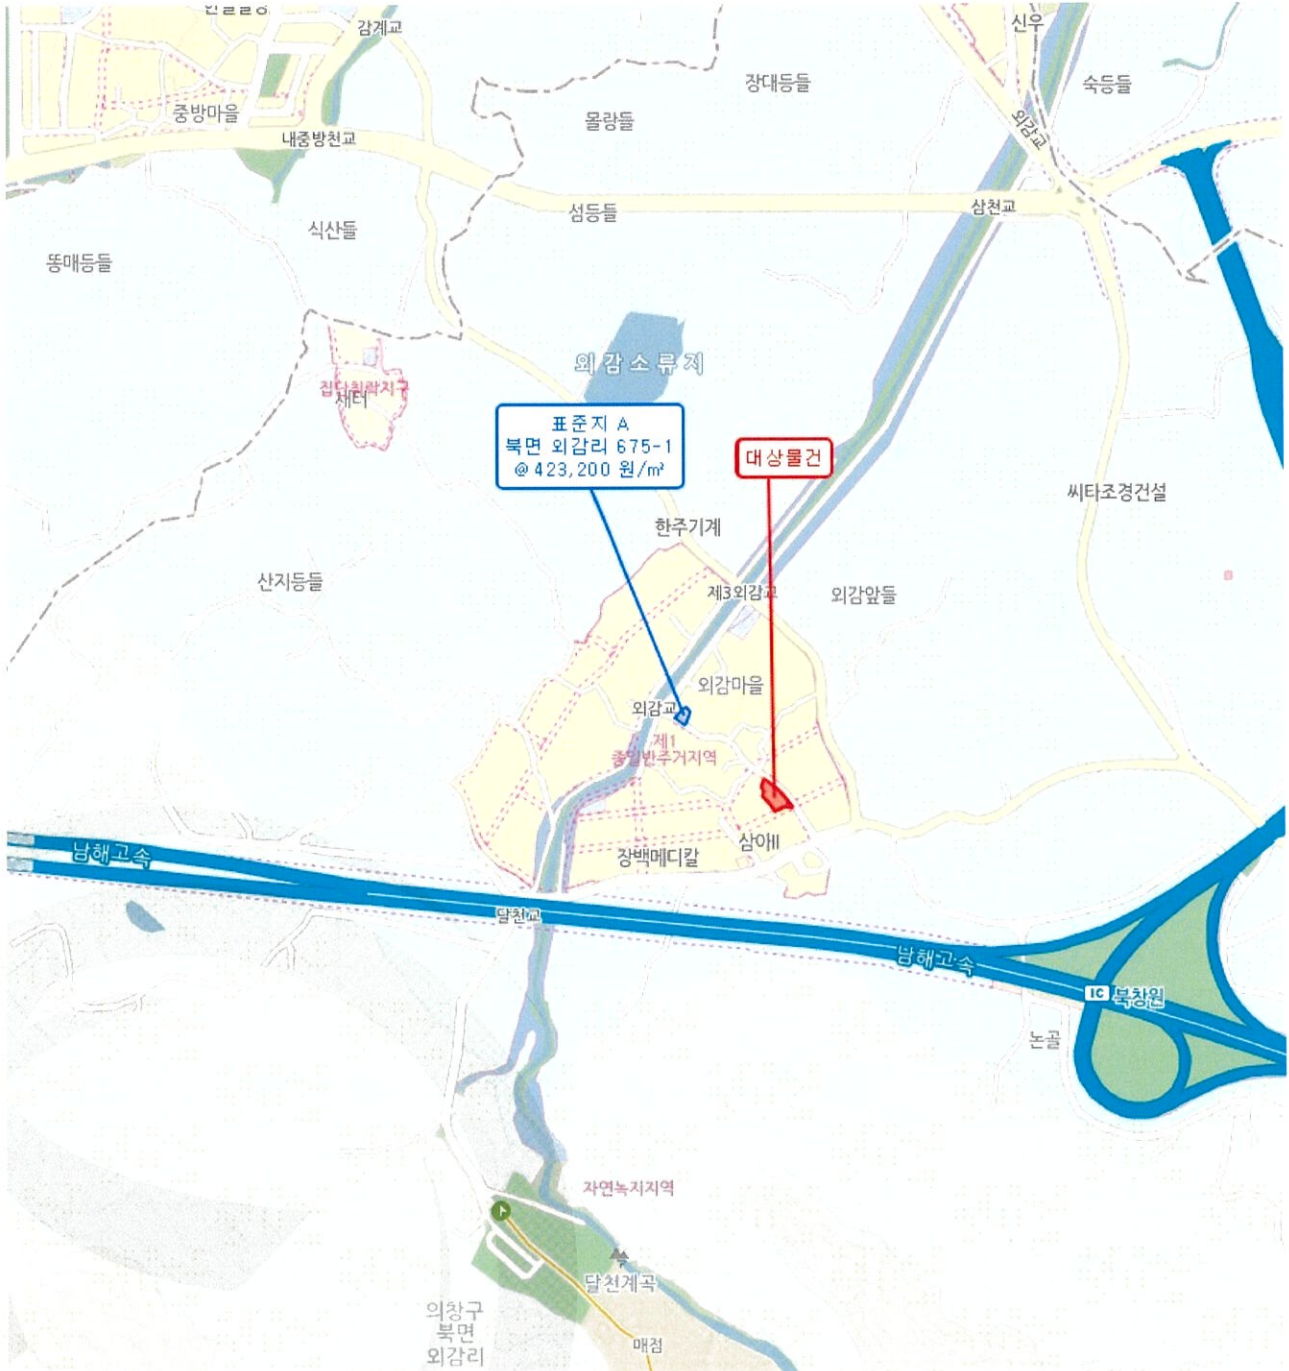 감계교
신우
장대등들
숙등들
중방마을
몰랑들
내중방천교
외감교
섬등들
삼천교
식산들
똥매등들
외감소류지
집단취락지구
새터
표준지 A
북면 외감리 675-1
@ 423,200 원/㎡
대상물건
씨타조경건설
한주기계
산지등들
제3외감교
외감앞들
외감마을
외감교
제1
종일반주거지역
장백메디칼
삼아II
남해고속
달천교
남해고속
IC 북창원
논골
자연녹지지역
달천계곡
의창구
북면
외감리
매점